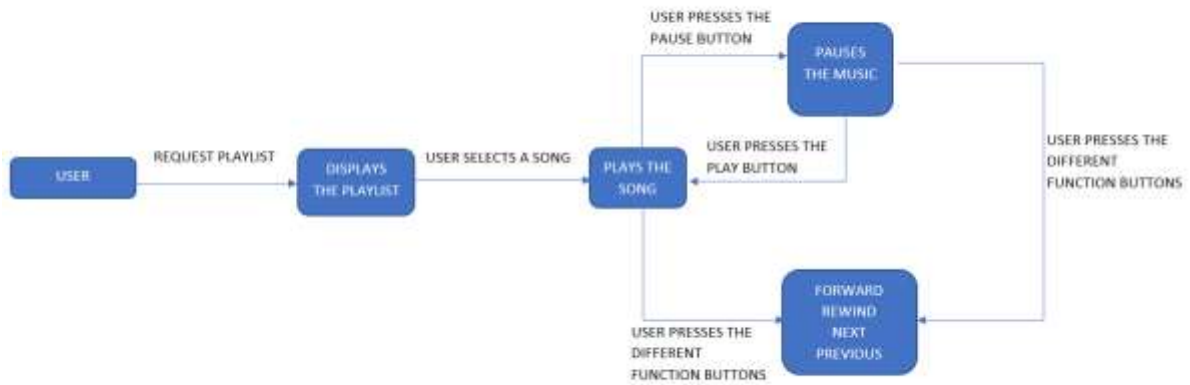 USER PRESSES THE
PAUSE BUTTON
PAUSES
THE MUSIC
USER
REQUEST PLAYLIST
DISPLAYS
THE PLAYLIST
USER SELECTS A SONG
PLAYS THE
SONG
USER PRESSES THE
PLAY BUTTON
USER PRESSES THE
DIFFERENT
FUNCTION BUTTONS
FORWARD
REWIND
NEXT
PREVIOUS
USER PRESSES THE
DIFFERENT
FUNCTION BUTTONS